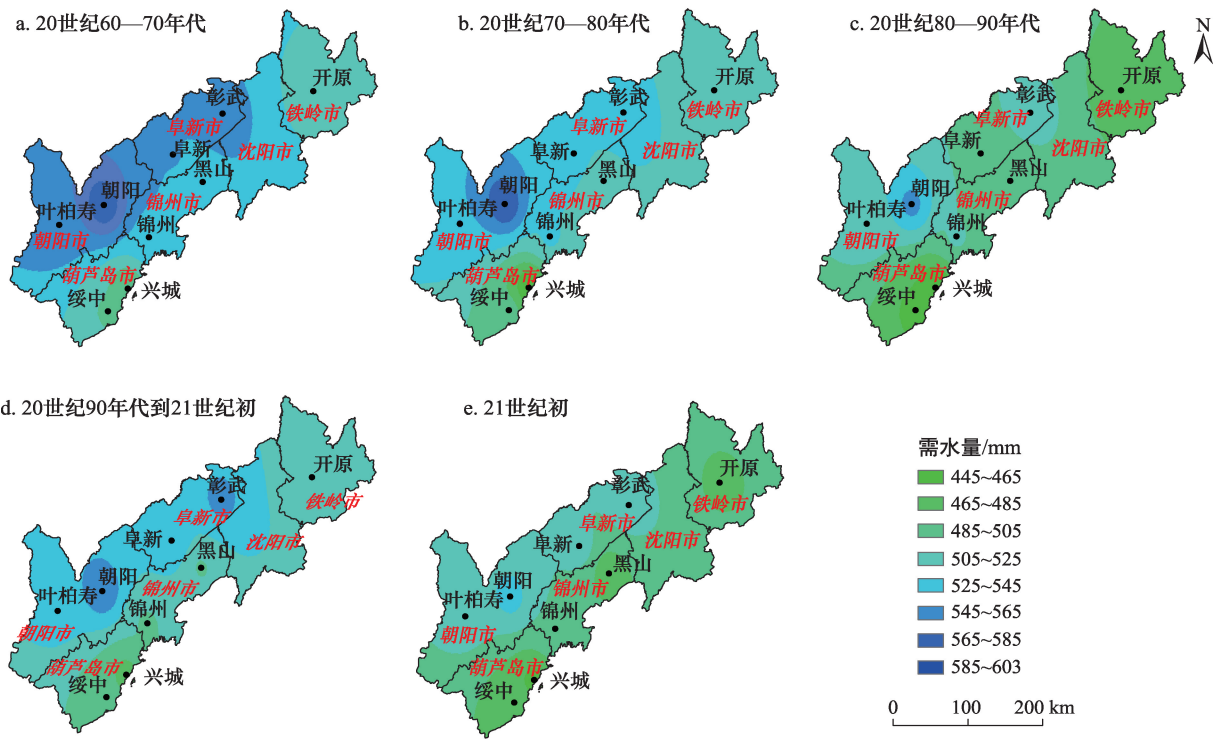 a. 20世纪60—70年代
开原
铁岭市
彰武
阜新市
沈阳市
阜新
黑山
朝阳
锦州市
叶柏寿
锦州
朝阳市
葫芦岛市
兴城
绥中
b. 20世纪70—80年代
开原
铁岭市
彰武
阜新市
沈阳市
阜新
黑山
朝阳
锦州市
叶柏寿
锦州
朝阳市
葫芦岛市
兴城
绥中
c. 20世纪80—90年代
N
开原
铁岭市
彰武
阜新市
阜新
沈阳市
黑山
朝阳
锦州市
叶柏寿
锦州
朝阳市
葫芦岛市
兴城
绥中
d. 20世纪90年代到21世纪初
开原
铁岭市
彰武
阜新市
阜新
沈阳市
黑山
朝阳
锦州市
叶柏寿
锦州
朝阳市
葫芦岛市
兴城
绥中
e. 21世纪初
开原
铁岭市
彰武
阜新市
阜新
沈阳市
黑山
朝阳
锦州市
叶柏寿
锦州
朝阳市
葫芦岛市
兴城
绥中
需水量/mm
445~465
465~485
485~505
505~525
525~545
545~565
565~585
585~603
0 100 200 km